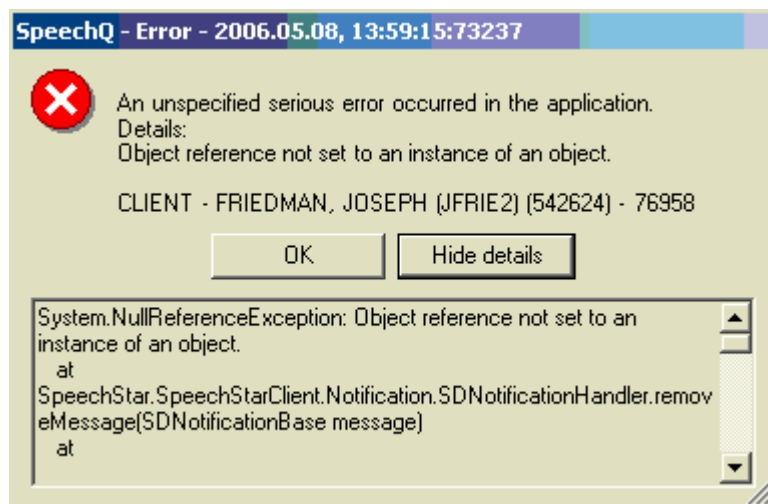 SpeechQ - Error - 2006.05.08, 13:59:15:73237
An unspecified serious error occurred in the application.
Details:
Object reference not set to an instance of an object.
CLIENT - FRIEDMAN, JOSEPH (JFRIE2) (542624) - 76958
OK Hide details
System.NullReferenceException: Object reference not set to an
instance of an object.
at
SpeechStar.SpeechStarClient.Notification.SDNotificationHandler.remov
eMessage(SDNotificationBase message)
at